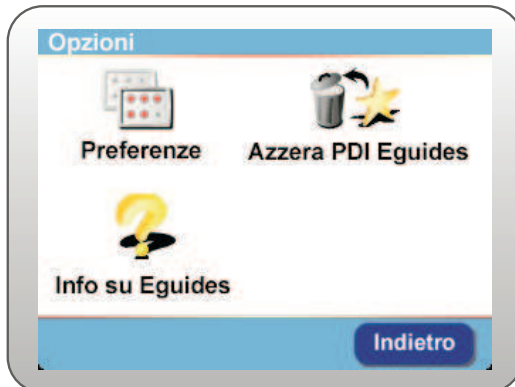 Opzioni
Preferenze
Azzera PDI Eguides
Info su Eguides
Indietro